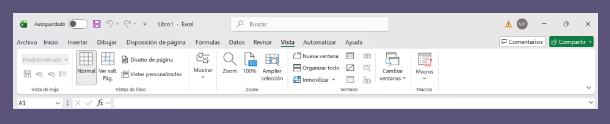 Autoguardado Libro1 - Excel Buscar
Archivo Inicio Insertar Dibujar Disposición de página Fórmulas Datos Revisar Vista Automatizar Ayuda Comentarios Compartir
Predeterminado Normal Ver salt. Pág. Diseño de página Vistas personalizadas Mostrar Zoom 100% Ampliar selección Nueva ventana Organizar todo Inmovilizar Cambiar ventanas Macros
Vista de hoja Vistas de libro Zoom Ventana Macros
A1 fx